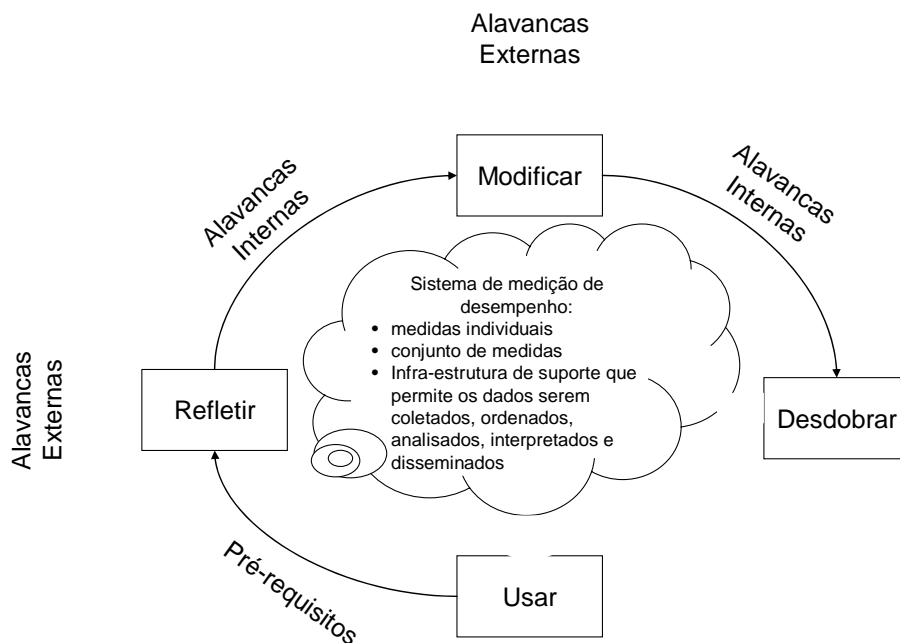 Alavancas
Externas
Modificar
Alavancas
Internas
Alavancas
Internas
Sistema de medição de
desempenho:
• medidas individuais
• conjunto de medidas
• Infra-estrutura de suporte que
permite os dados serem
coletados, ordenados,
analisados, interpretados e
disseminados
Alavancas
Externas
Refletir
Desdobrar
Pré-requisitos
Usar